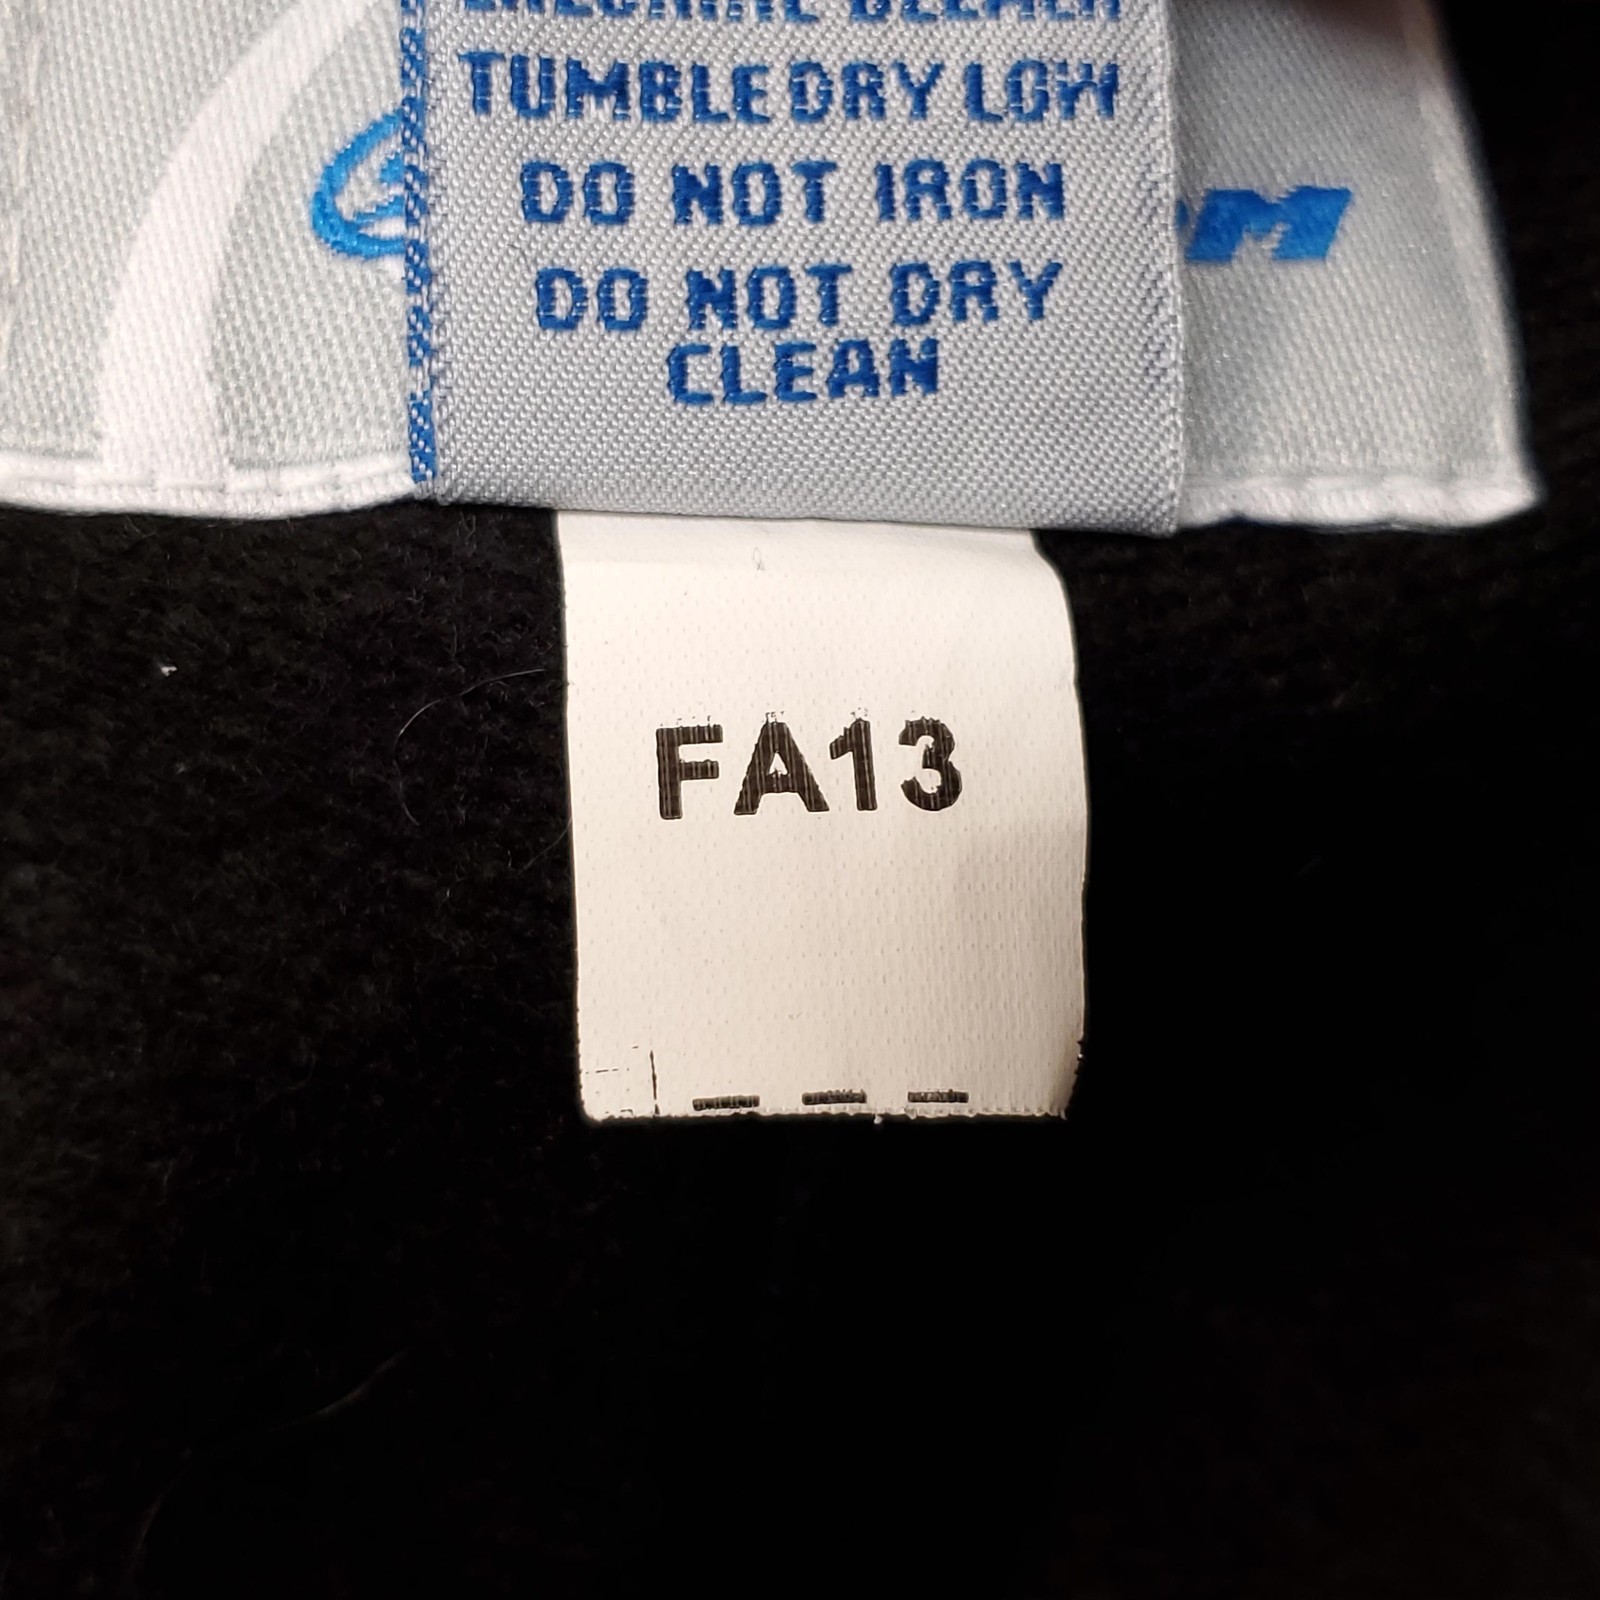 TUMBLE DRY LOW
DO NOT IRON
DO NOT DRY
CLEAN
FA13